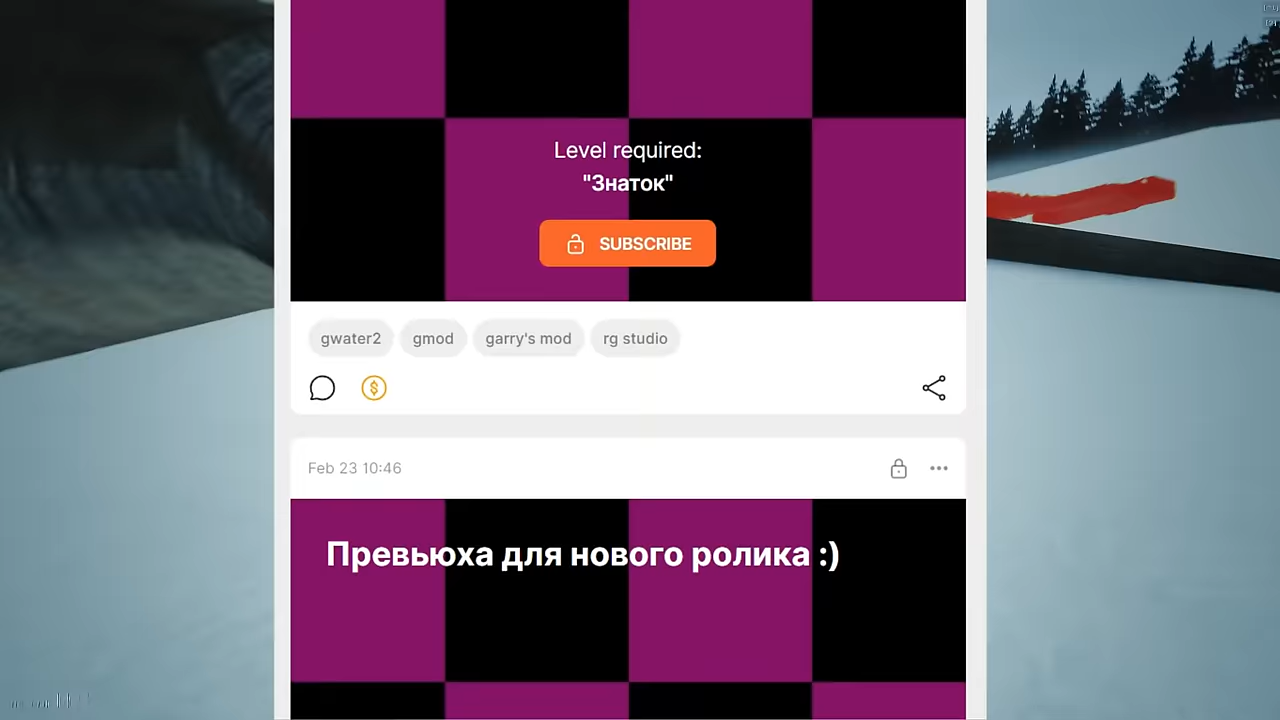 Level required:
"Знаток"
SUBSCRIBE
gwater2 gmod garry's mod rg studio
Feb 23 10:46
Превьюха для нового ролика :)